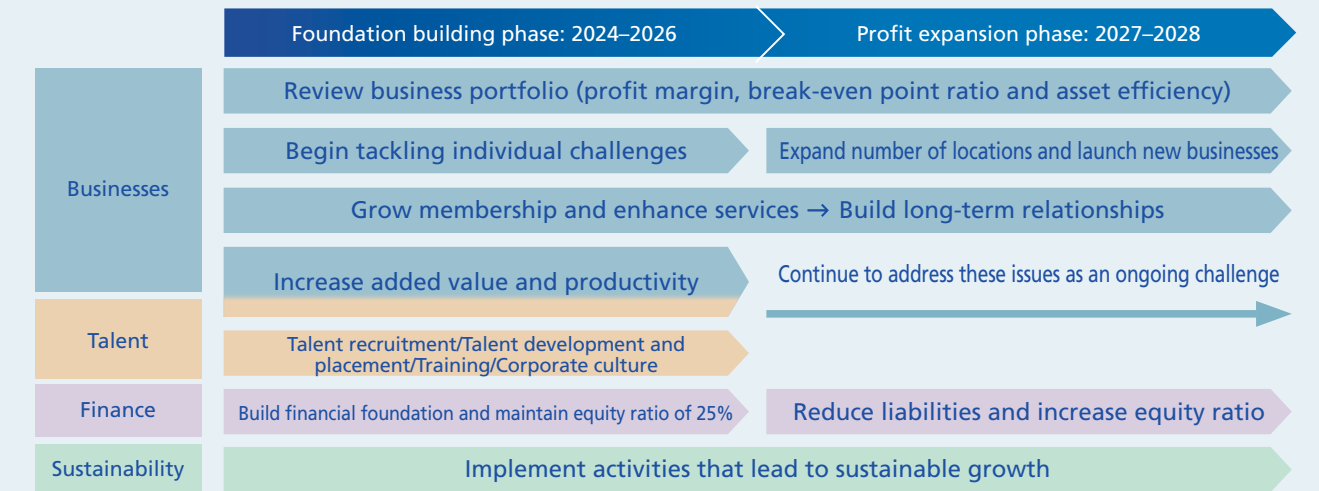 Foundation building phase: 2024–2026
Profit expansion phase: 2027–2028
Businesses
Review business portfolio (profit margin, break-even point ratio and asset efficiency)
Begin tackling individual challenges
Expand number of locations and launch new businesses
Grow membership and enhance services → Build long-term relationships
Increase added value and productivity
Continue to address these issues as an ongoing challenge
Talent
Talent recruitment/Talent development and
placement/Training/Corporate culture
Finance
Build financial foundation and maintain equity ratio of 25%
Reduce liabilities and increase equity ratio
Sustainability
Implement activities that lead to sustainable growth